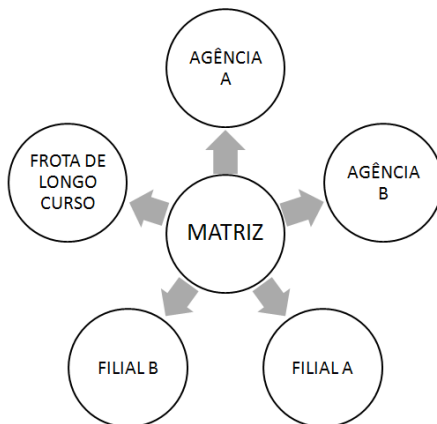 AGÊNCIA
A
FROTA DE
LONGO
CURSO
AGÊNCIA
B
MATRIZ
FILIAL B
FILIAL A